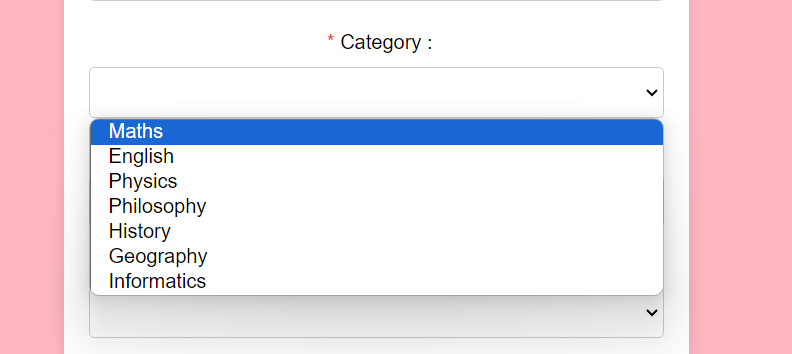 * Category :
Maths
English
Physics
Philosophy
History
Geography
Informatics